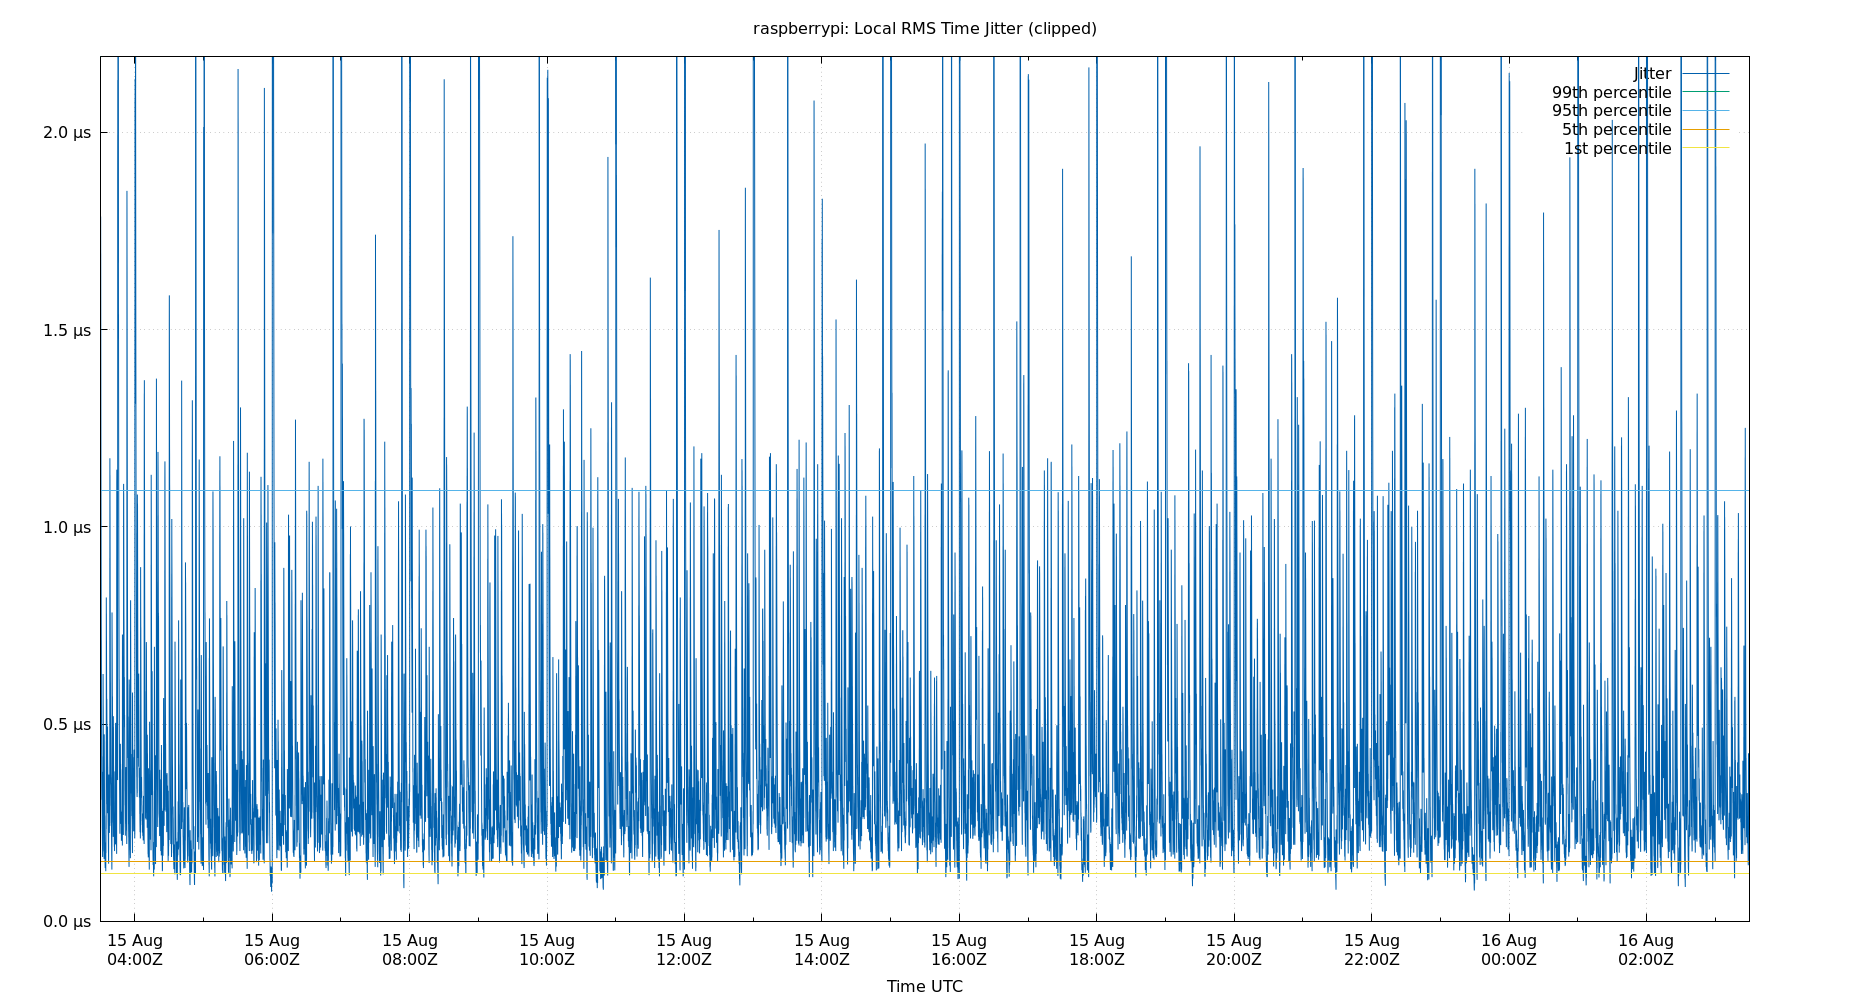 raspberrypi: Local RMS Time Jitter (clipped)
Jitter
99th percentile
95th percentile
5th percentile
1st percentile
2.0 μs
1.5 μs
1.0 μs
0.5 μs
0.0 μs
15 Aug 15 Aug 15 Aug 15 Aug 15 Aug 15 Aug 15 Aug 15 Aug 15 Aug 15 Aug 16 Aug 16 Aug
04:00Z 06:00Z 08:00Z 10:00Z 12:00Z 14:00Z 16:00Z 18:00Z 20:00Z 22:00Z 00:00Z 02:00Z
Time UTC